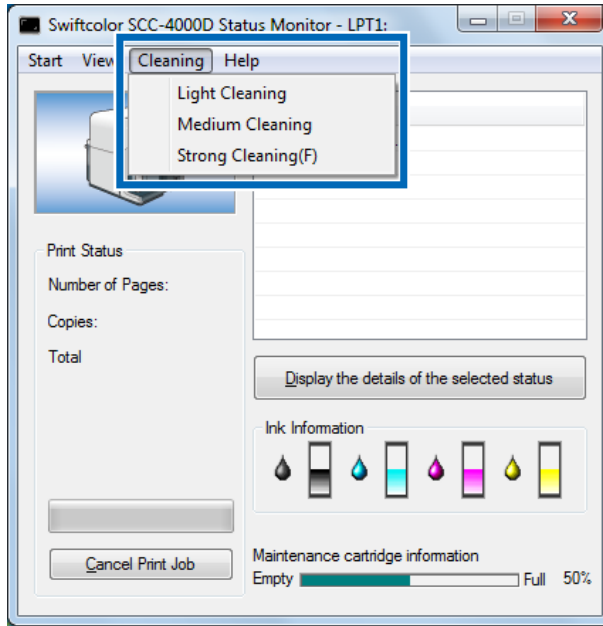 Swiftcolor SCC-4000D Status Monitor - LPT1:
Start View Cleaning Help
Light Cleaning
Medium Cleaning
Strong Cleaning(F)
Print Status
Number of Pages:
Copies:
Total
Display the details of the selected status
Ink Information
Cancel Print Job
Maintenance cartridge information
Empty Full 50%